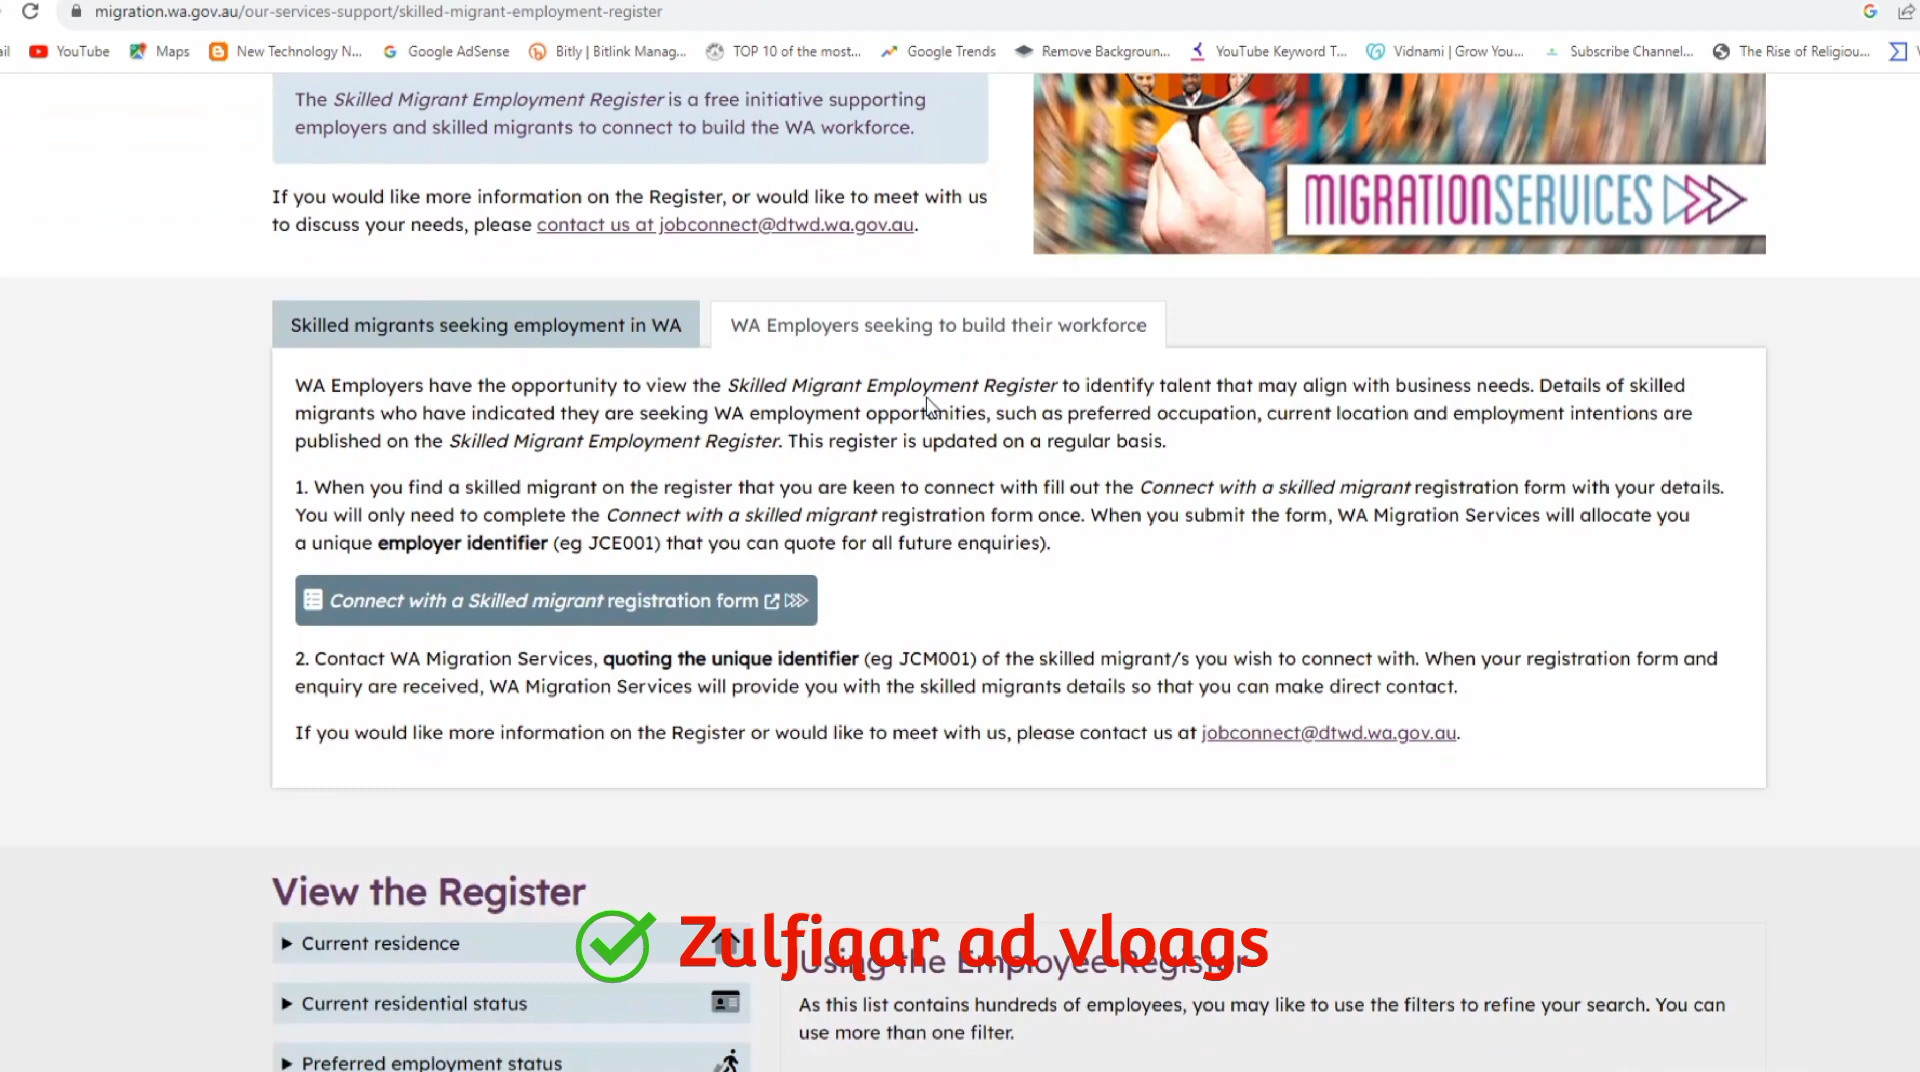 migration.wa.gov.au/our-services-support/skilled-migrant-employment-register
ail YouTube Maps New Technology N... Google AdSense Bitly | Bitlink Manag... TOP 10 of the most... Google Trends Remove Backgroun... YouTube Keyword T... Vidnami | Grow You... Subscribe Channel... The Rise of Religiou...
The Skilled Migrant Employment Register is a free initiative supporting
employers and skilled migrants to connect to build the WA workforce.
If you would like more information on the Register, or would like to meet with us
to discuss your needs, please contact us at jobconnect@dtwd.wa.gov.au.
MIGRATIONSERVICES
Skilled migrants seeking employment in WA
WA Employers seeking to build their workforce
WA Employers have the opportunity to view the Skilled Migrant Employment Register to identify talent that may align with business needs. Details of skilled
migrants who have indicated they are seeking WA employment opportunities, such as preferred occupation, current location and employment intentions are
published on the Skilled Migrant Employment Register. This register is updated on a regular basis.
1. When you find a skilled migrant on the register that you are keen to connect with fill out the Connect with a skilled migrant registration form with your details.
You will only need to complete the Connect with a skilled migrant registration form once. When you submit the form, WA Migration Services will allocate you
a unique employer identifier (eg JCE001) that you can quote for all future enquiries).
Connect with a Skilled migrant registration form
2. Contact WA Migration Services, quoting the unique identifier (eg JCM001) of the skilled migrant/s you wish to connect with. When your registration form and
enquiry are received, WA Migration Services will provide you with the skilled migrants details so that you can make direct contact.
If you would like more information on the Register or would like to meet with us, please contact us at jobconnect@dtwd.wa.gov.au.
View the Register
Current residence
Zulfiqar ad vloags
Using the Employee Register
Current residential status
As this list contains hundreds of employees, you may like to use the filters to refine your search. You can
use more than one filter.
Preferred employment status